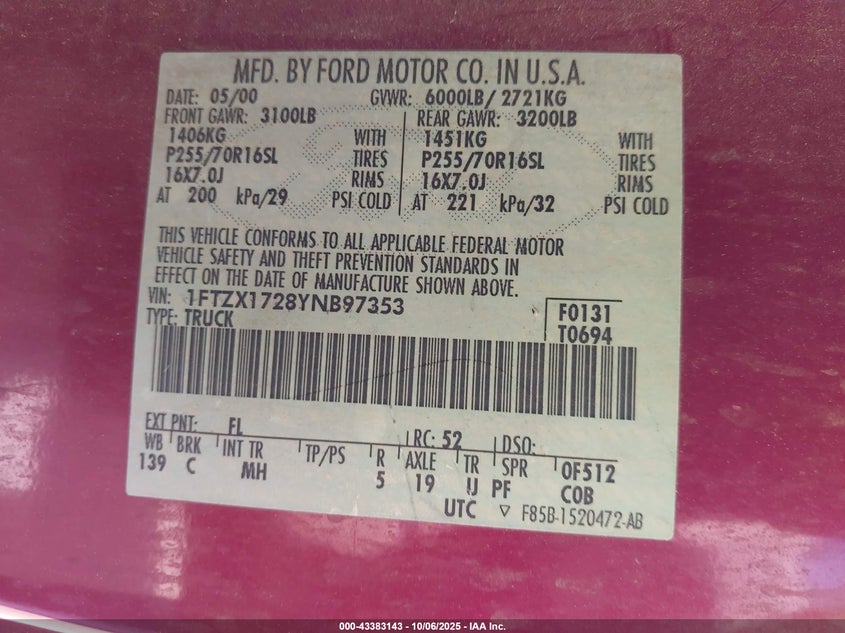 MFD. BY FORD MOTOR CO. IN U.S.A.
DATE: 05/00 GVWR: 6000LB/ 2721KG
FRONT GAWR: 3100LB REAR GAWR: 3200LB
1406KG WITH 1451KG WITH
P255/70R16SL TIRES P255/70R16SL TIRES
16X7.0J RIMS 16X7.0J RIMS
AT 200 kPa/29 PSI COLD AT 221 kPa/32 PSI COLD
THIS VEHICLE CONFORMS TO ALL APPLICABLE FEDERAL MOTOR
VEHICLE SAFETY AND THEFT PREVENTION STANDARDS IN
EFFECT ON THE DATE OF MANUFACTURE SHOWN ABOVE.
VIN: 1FTZX1728YNB97353 F0131
TYPE: TRUCK T0694
EXT PNT: FL RC: 52 DSO:
WB BRK INT TR TP/PS R AXLE TR SPR 0F512
139 C MH 5 19 IJ PF COB
UTC ▽ F85B-1520472-AB
000-43383143 - 10/06/2025 - IAA Inc.